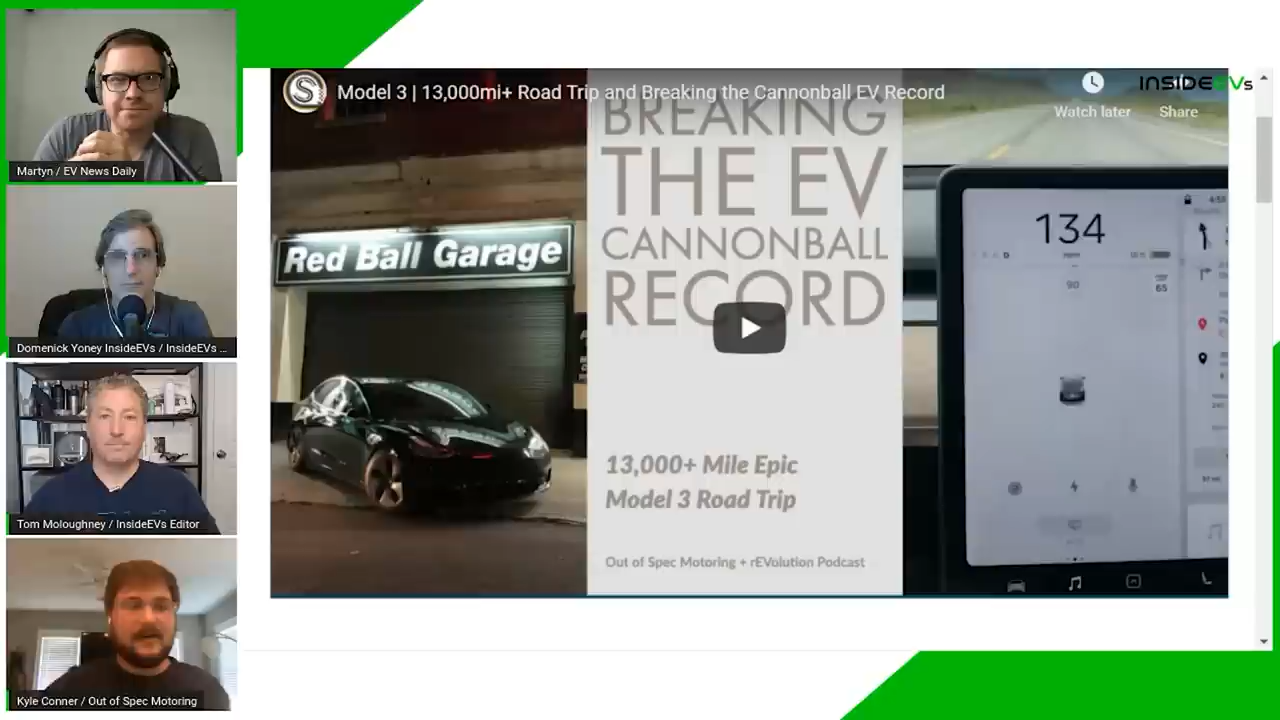 Martyn / EV News Daily
Domenick Yoney InsideEVs / InsideEVs ...
Tom Moloughney / InsideEVs Editor
Kyle Conner / Out of Spec Motoring
Model 3 | 13,000mi+ Road Trip and Breaking the Cannonball EV Record
Watch later
Share
INSIDEEVs
Red Ball Garage
BREAKING
THE EV
CANNONBALL
RECORD
13,000+ Mile Epic
Model 3 Road Trip
Out of Spec Motoring + rEVolution Podcast
134
90
65